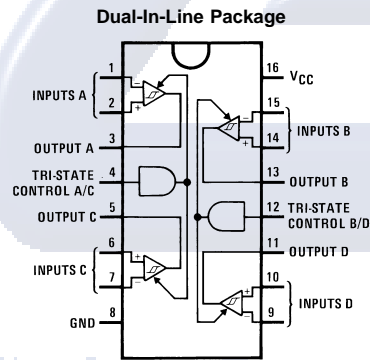 Dual-In-Line Package
1
INPUTS A
2
3
OUTPUT A
4
TRI-STATE
CONTROL A/C
5
OUTPUT C
6
INPUTS C
7
8
GND
16
VCC
15
INPUTS B
14
13
OUTPUT B
12
TRI-STATE
CONTROL B/D
11
OUTPUT D
10
INPUTS D
9
−
+
+
−
−
+
+
−